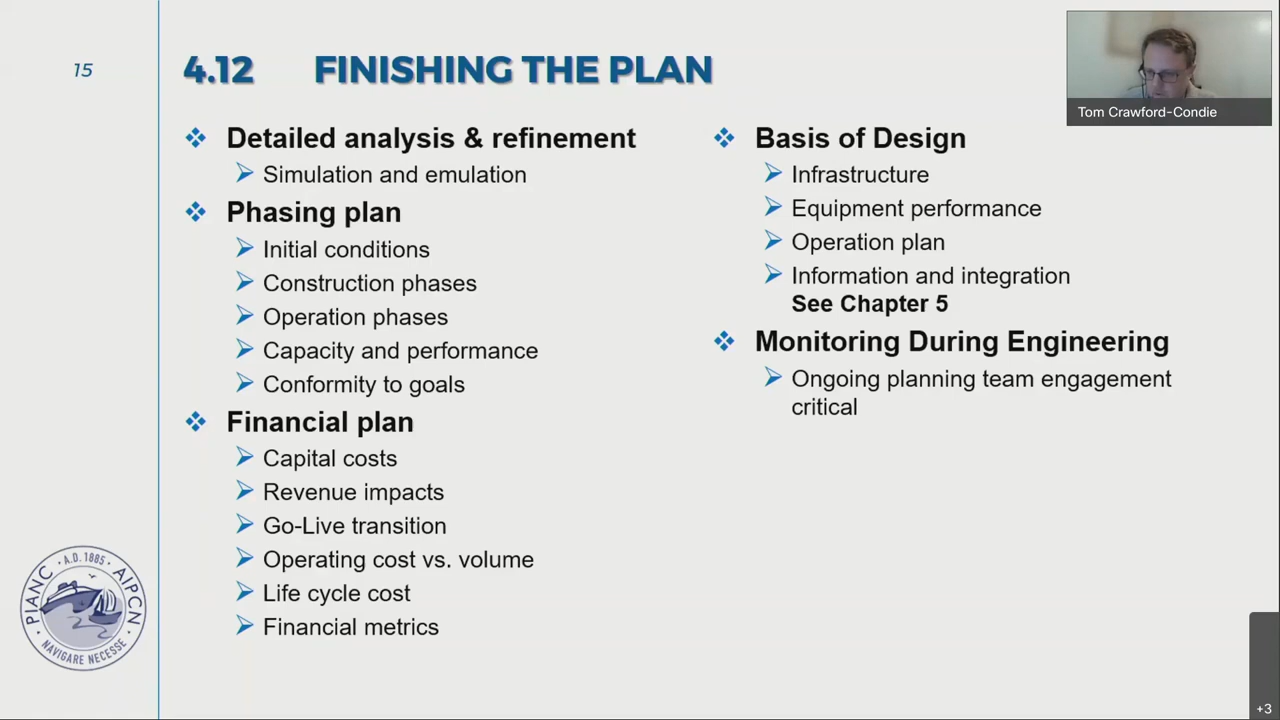 15
4.12 FINISHING THE PLAN
Detailed analysis & refinement
Simulation and emulation
Phasing plan
Initial conditions
Construction phases
Operation phases
Capacity and performance
Conformity to goals
Financial plan
Capital costs
Revenue impacts
Go-Live transition
Operating cost vs. volume
Life cycle cost
Financial metrics
Basis of Design
Infrastructure
Equipment performance
Operation plan
Information and integration
See Chapter 5
Monitoring During Engineering
Ongoing planning team engagement
critical
Tom Crawford-Condie
PIANC · A.D. 1885 · AIPCN
· NAVIGARE NECESSE ·
+3